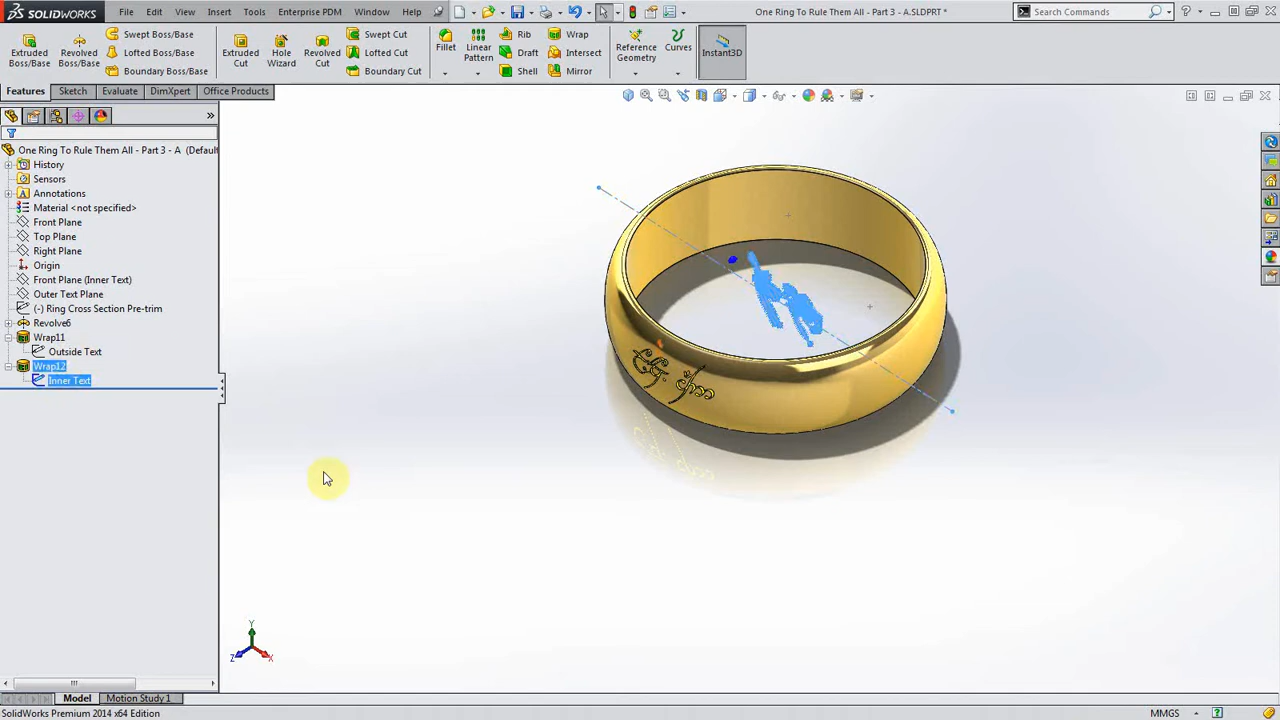 SOLIDWORKS File Edit View Insert Tools Enterprise PDM Window Help One Ring To Rule Them All - Part 3 - A.SLDPRT * Search Commands
Extruded Boss/Base
Revolved Boss/Base
Swept Boss/Base
Lofted Boss/Base
Boundary Boss/Base
Extruded Cut
Hole Wizard
Revolved Cut
Swept Cut
Lofted Cut
Boundary Cut
Fillet
Linear Pattern
Rib
Draft
Shell
Wrap
Intersect
Mirror
Reference Geometry
Curves
Instant3D
Features Sketch Evaluate DimXpert Office Products
One Ring To Rule Them All - Part 3 - A (Default
History
Sensors
Annotations
Material <not specified>
Front Plane
Top Plane
Right Plane
Origin
Front Plane (Inner Text)
Outer Text Plane
(-) Ring Cross Section Pre-trim
Revolve6
Wrap11
Outside Text
Wrap12
Inner Text
Y
Z X
Model Motion Study 1
SolidWorks Premium 2014 x64 Edition MMGS